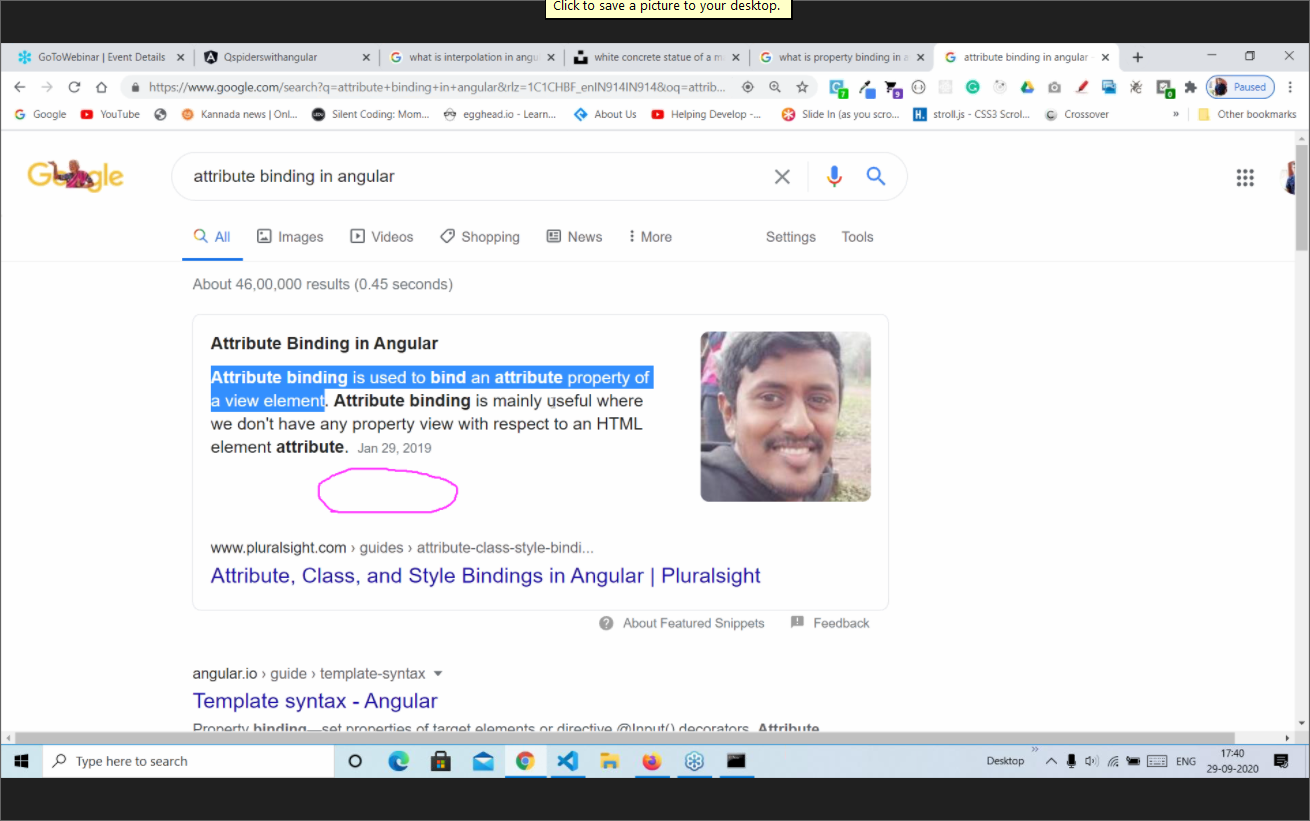 Click to save a picture to your desktop.
GoToWebinar | Event Details
Qspiderswithangular
what is interpolation in angu
white concrete statue of a m
what is property binding in a
attribute binding in angular
https://www.google.com/search?q=attribute+binding+in+angular&rlz=1C1CHBF_enIN914IN914&oq=attrib...
7
9
0
Paused
Google
YouTube
Kannada news | Onl...
Silent Coding: Mom...
egghead.io - Learn...
About Us
Helping Develop -...
Slide In (as you scro...
H.
stroll.js - CSS3 Scrol...
Crossover
»
Other bookmarks
attribute binding in angular
All
Images
Videos
Shopping
News
More
Settings
Tools
About 46,00,000 results (0.45 seconds)
Attribute Binding in Angular
Attribute binding is used to bind an attribute property of
a view element. Attribute binding is mainly useful where
we don't have any property view with respect to an HTML
element attribute. Jan 29, 2019
www.pluralsight.com › guides › attribute-class-style-bindi...
Attribute, Class, and Style Bindings in Angular | Pluralsight
About Featured Snippets
Feedback
angular.io › guide › template-syntax
Template syntax - Angular
Property binding—set properties of target elements or directive @Input() decorators. Attribute
Type here to search
Desktop
»
ENG
17:40
29-09-2020